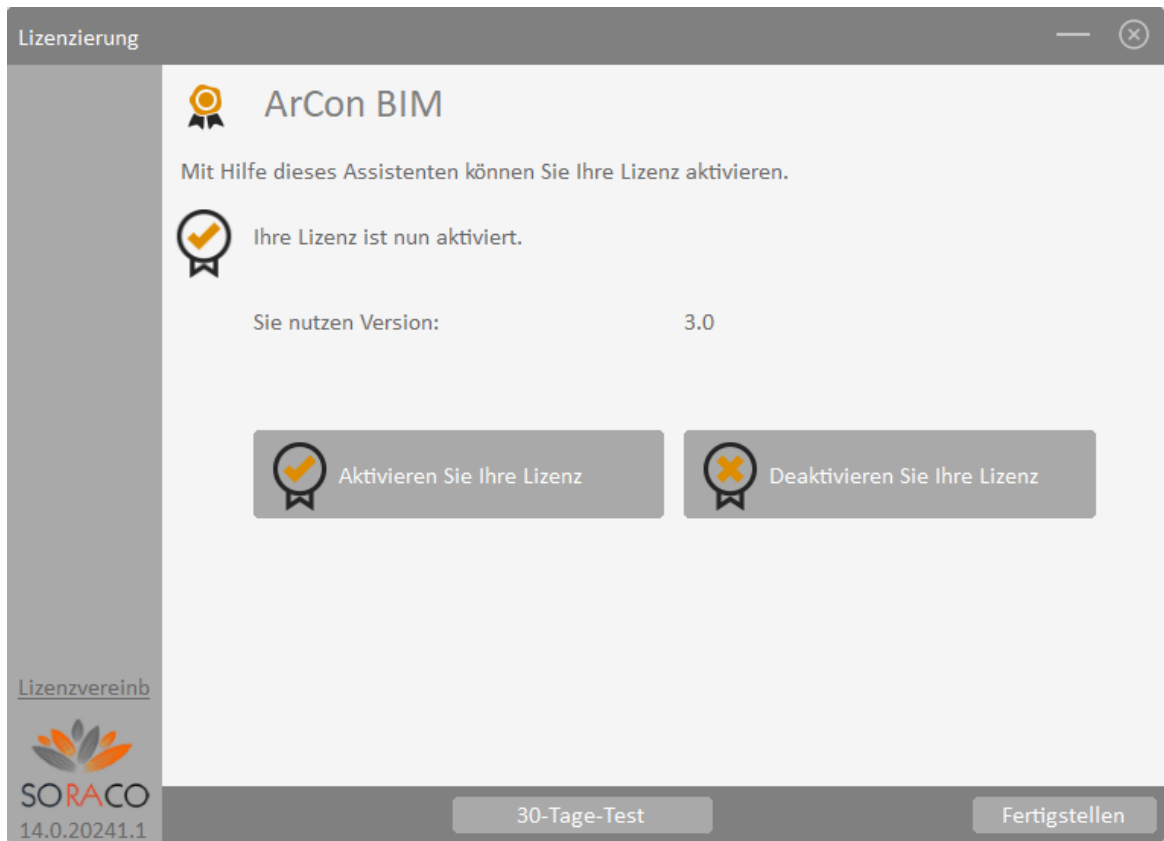 Lizenzierung
ArCon BIM
Mit Hilfe dieses Assistenten können Sie Ihre Lizenz aktivieren.
Ihre Lizenz ist nun aktiviert.
Sie nutzen Version: 3.0
Aktivieren Sie Ihre Lizenz
Deaktivieren Sie Ihre Lizenz
Lizenzvereinb
SORACO
14.0.20241.1
30-Tage-Test
Fertigstellen